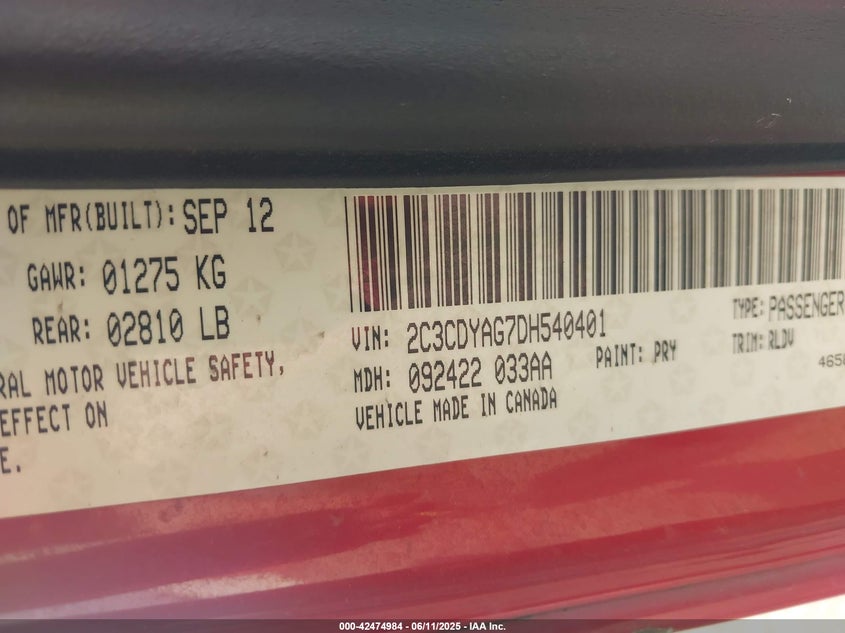 OF MFR(BUILT): SEP 12
GAWR: 01275 KG
REAR: 02810 LB
RAL MOTOR VEHICLE SAFETY,
EFFECT ON
E.
VIN: 2C3CDYAG7DH540401
TYPE: PASSENGER
MDH: 092422 033AA
PAINT: PRY
TRIM: RLDV
VEHICLE MADE IN CANADA
4658
000-42474984 - 06/11/2025 - IAA Inc.